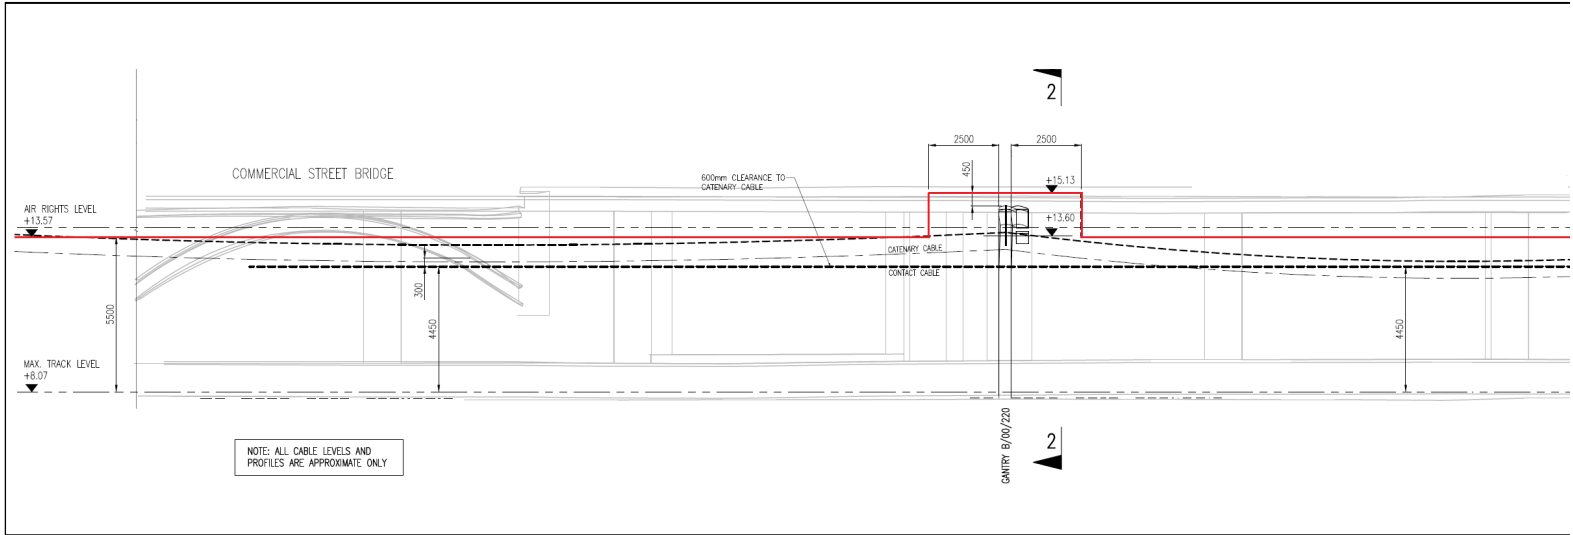 2
2500
2500
450
COMMERCIAL STREET BRIDGE
600mm CLEARANCE TO
CATENARY CABLE
+15.13
AIR RIGHTS LEVEL
+13.57
+13.60
CATENARY CABLE
CONTACT CABLE
300
5500
4450
4450
MAX. TRACK LEVEL
+8.07
NOTE: ALL CABLE LEVELS AND
PROFILES ARE APPROXIMATE ONLY
GANTRY B/00/220
2